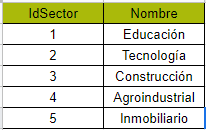 IdSector Nombre
1 Educación
2 Tecnología
3 Construcción
4 Agroindustrial
5 Inmobiliario